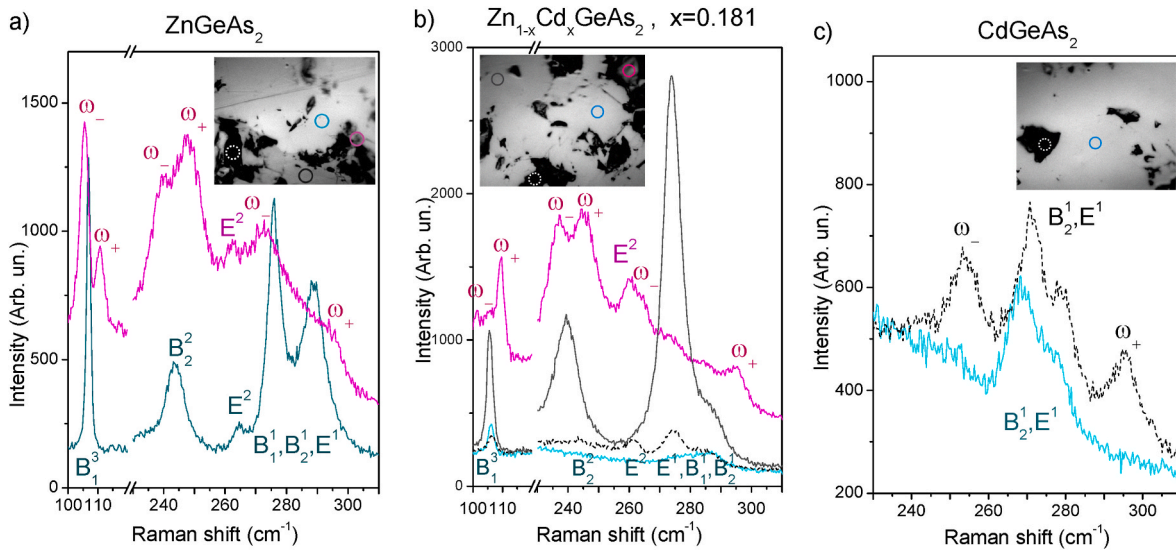 a)
ZnGeAs₂
Intensity (Arb. un.)
1500
1000
500
0
ω₋
ω₊
ω₋
ω₊
E²
ω₋
ω₊
B₂²
E²
B₁¹,B₂¹,E¹
B₁³
100 110 240 260 280 300
Raman shift (cm⁻¹)
b)
Zn₁₋ₓCdₓGeAs₂ , x=0.181
Intensity (Arb. un.)
3000
2000
1000
0
ω₋
ω₊
ω₋
ω₊
E²
ω₋
ω₊
B₁³
B₂²
E²
E¹,B₁¹,B₂¹
100 110 240 260 280 300
Raman shift (cm⁻¹)
c)
CdGeAs₂
Intensity (Arb. un.)
1000
800
600
400
200
ω₋
B₂¹,E¹
ω₊
B₂¹,E¹
240 260 280 300
Raman shift (cm⁻¹)